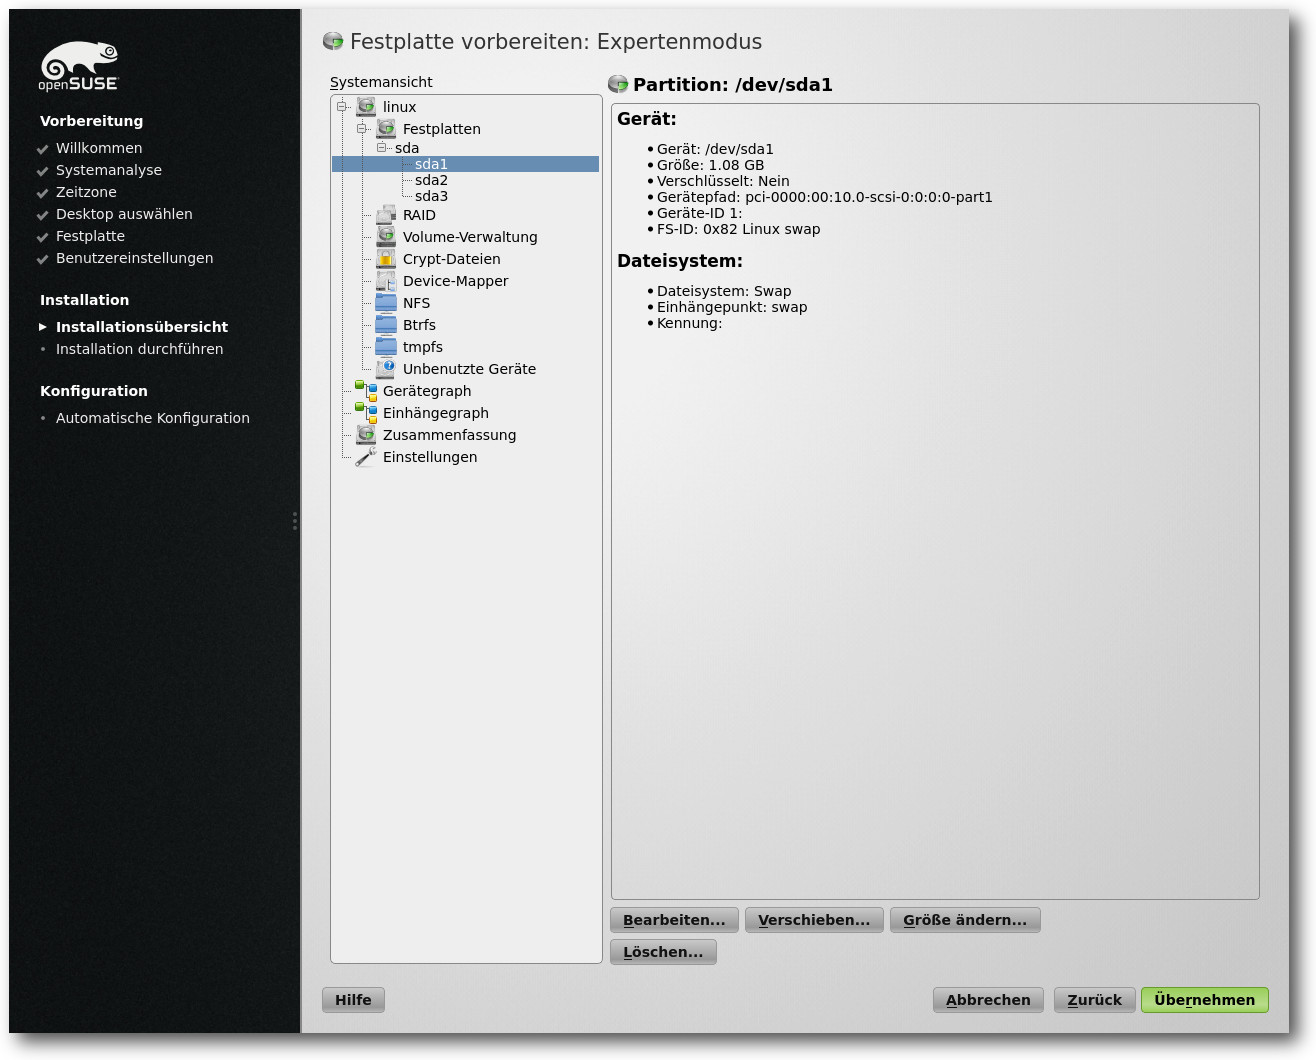 openSUSE
Vorbereitung
Willkommen
Systemanalyse
Zeitzone
Desktop auswählen
Festplatte
Benutzereinstellungen
Installation
Installationsübersicht
Installation durchführen
Konfiguration
Automatische Konfiguration
Festplatte vorbereiten: Expertenmodus
Systemansicht
linux
Festplatten
sda
sda1
sda2
sda3
RAID
Volume-Verwaltung
Crypt-Dateien
Device-Mapper
NFS
Btrfs
tmpfs
Unbenutzte Geräte
Gerätegraph
Einhängegraph
Zusammenfassung
Einstellungen
Partition: /dev/sda1
Gerät:
• Gerät: /dev/sda1
• Größe: 1.08 GB
• Verschlüsselt: Nein
• Gerätepfad: pci-0000:00:10.0-scsi-0:0:0:0-part1
• Geräte-ID 1:
• FS-ID: 0x82 Linux swap
Dateisystem:
• Dateisystem: Swap
• Einhängepunkt: swap
• Kennung:
Bearbeiten... Verschieben... Größe ändern...
Löschen...
Hilfe Abbrechen Zurück Übernehmen